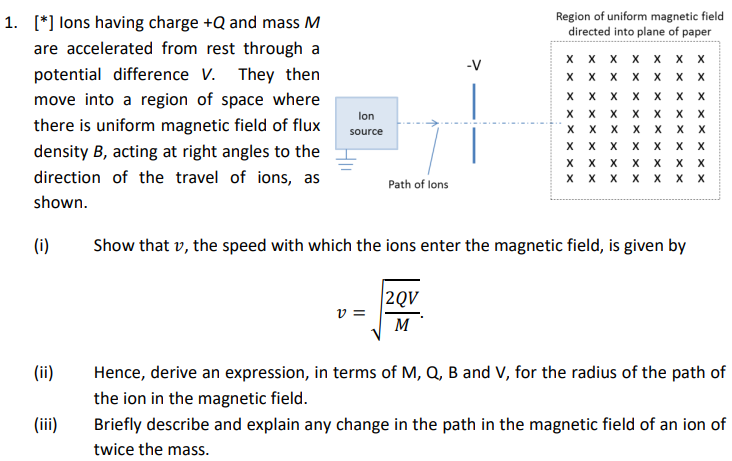 1. [*] Ions having charge +Q and mass M
are accelerated from rest through a
potential difference V. They then
move into a region of space where
there is uniform magnetic field of flux
density B, acting at right angles to the
direction of the travel of ions, as
shown.
Ion
source
Path of Ions
-V
Region of uniform magnetic field
directed into plane of paper
x x x x x x x
x x x x x x x
x x x x x x x
x x x x x x x
x x x x x x x
x x x x x x x
x x x x x x x
x x x x x x x
(i) Show that v, the speed with which the ions enter the magnetic field, is given by
v = √(2QV/M).
(ii) Hence, derive an expression, in terms of M, Q, B and V, for the radius of the path of
the ion in the magnetic field.
(iii) Briefly describe and explain any change in the path in the magnetic field of an ion of
twice the mass.